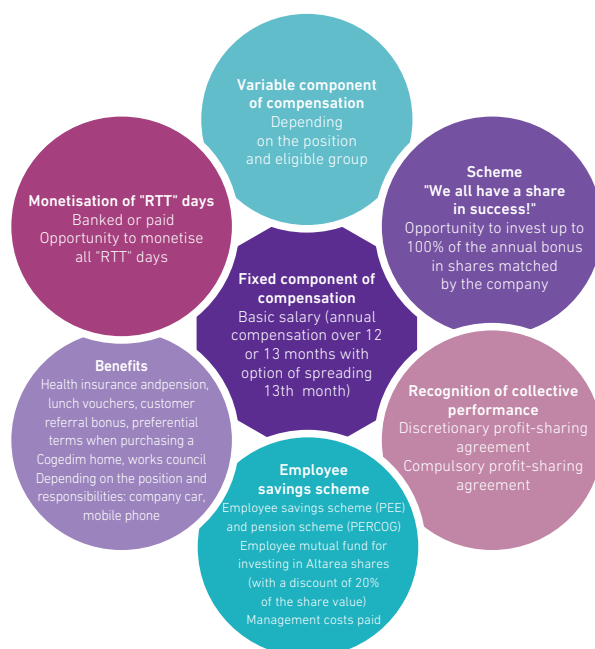 Variable component
of compensation
Depending
on the position
and eligible group
Monetisation of "RTT" days
Banked or paid
Opportunity to monetise
all "RTT" days
Scheme
"We all have a share
in success!"
Opportunity to invest up to
100% of the annual bonus
in shares matched
by the company
Fixed component of
compensation
Basic salary (annual
compensation over 12
or 13 months with
option of spreading
13th month)
Benefits
Health insurance andpension,
lunch vouchers, customer
referral bonus, preferential
terms when purchasing a
Cogedim home, works council
Depending on the position and
responsibilities: company car,
mobile phone
Recognition of collective
performance
Discretionary profit-sharing
agreement
Compulsory profit-sharing
agreement
Employee
savings scheme
Employee savings scheme (PEE)
and pension scheme (PERCOG)
Employee mutual fund for
investing in Altarea shares
(with a discount of 20%
of the share value)
Management costs paid